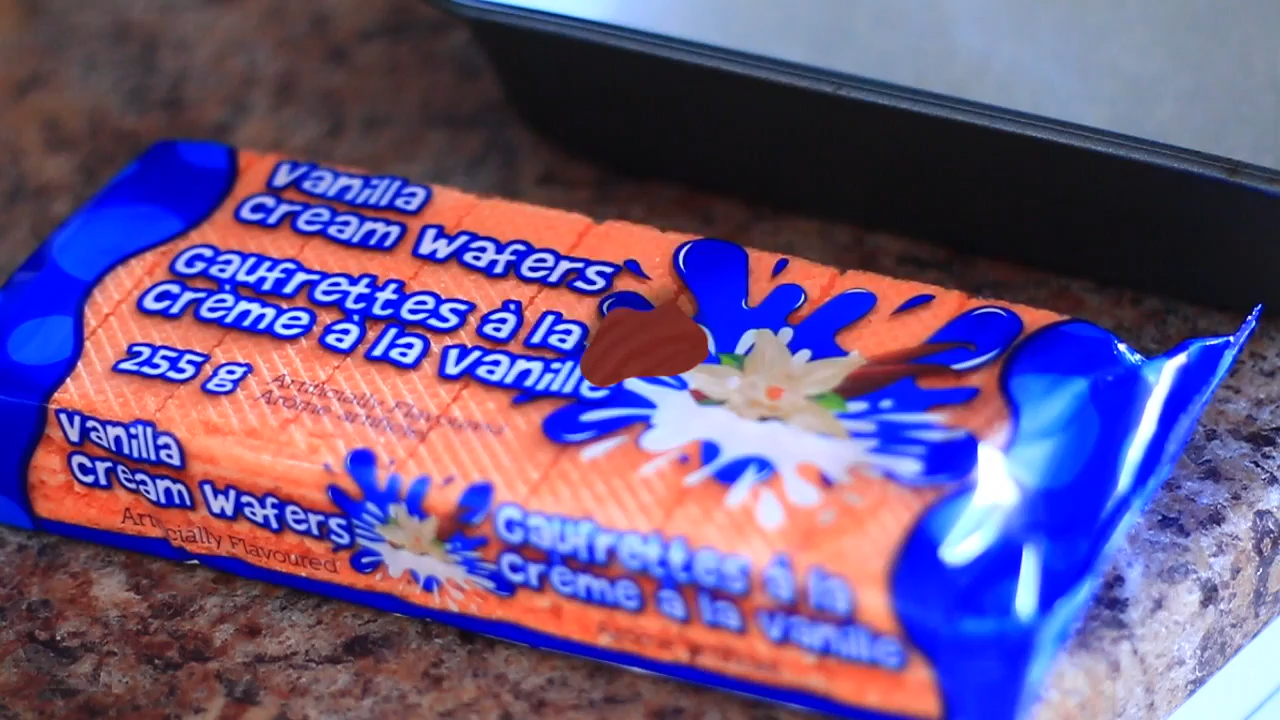 Vanilla
Cream Wafers
Gaufrettes à la
Crème à la Vanille
255 g
Artificially Flavoured
Arôme artificiel
Vanilla
Cream Wafers
Artificially Flavoured
Gaufrettes à la
Crème à la Vanille